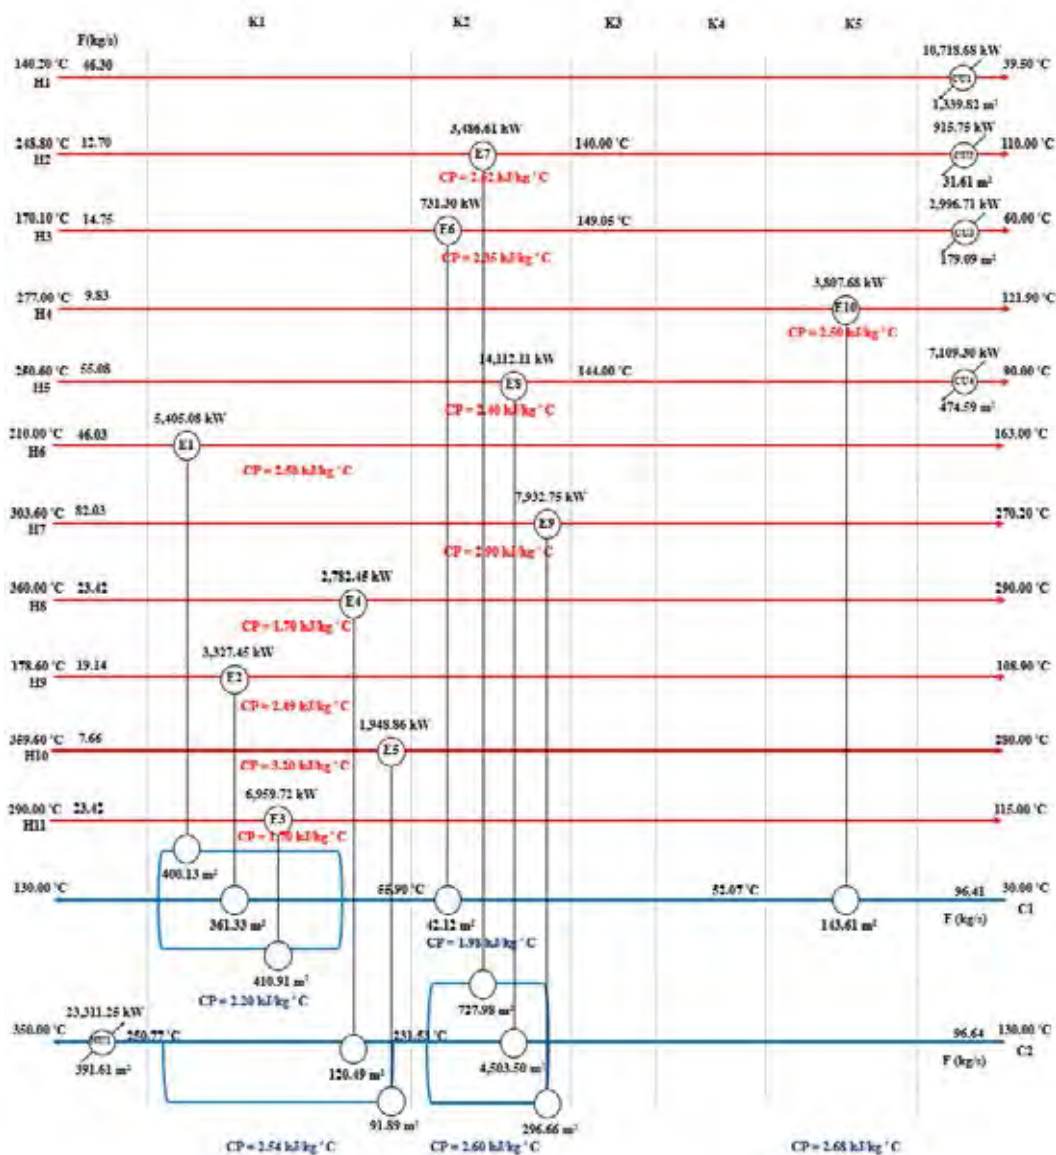 K1 K2 K3 K4 K5
F(kg/s)
10,718.68 kW
140.20 °C 46.30 39.50 °C
H1 CU1
1,339.82 m²
3,486.61 kW 915.75 kW
248.80 °C 12.70 E7 140.00 °C 110.00 °C
H2 CU2
CP = 2.52 kJ/kg °C 31.61 m²
731.30 kW 2,996.71 kW
170.10 °C 14.75 E6 149.05 °C 60.00 °C
H3 CU3
CP = 2.35 kJ/kg °C 179.09 m²
3,807.68 kW
277.00 °C 9.83 E10 121.90 °C
H4 CP = 2.50 kJ/kg °C
14,112.11 kW 7,109.30 kW
250.60 °C 55.08 E8 144.00 °C 90.00 °C
H5 CU4
CP = 2.40 kJ/kg °C 474.59 m²
5,405.08 kW
210.00 °C 46.03 E1 163.00 °C
H6
CP = 2.50 kJ/kg °C
7,932.75 kW
303.60 °C 82.03 E9 270.20 °C
H7
CP = 2.90 kJ/kg °C
2,782.45 kW
360.00 °C 23.42 E4 290.00 °C
H8
CP = 1.70 kJ/kg °C
3,327.45 kW
178.60 °C 19.14 E2 108.90 °C
H9
CP = 2.49 kJ/kg °C
1,948.86 kW
359.60 °C 7.66 E5 280.00 °C
H10
CP = 3.20 kJ/kg °C
6,959.72 kW
290.00 °C 23.42 E3 115.00 °C
H11
CP = 1.70 kJ/kg °C
400.13 m²
130.00 °C 55.90 °C 52.07 °C 96.41 30.00 °C
361.33 m² 42.12 m² 143.61 m² F (kg/s) C1
CP = 1.98 kJ/kg °C
410.91 m²
CP = 2.20 kJ/kg °C
727.98 m²
23,311.25 kW
350.00 °C 250.77 °C 231.53 °C 96.64 130.00 °C
C2
391.61 m² 120.49 m² 4,503.50 m² F (kg/s)
91.89 m² 296.66 m²
CP = 2.54 kJ/kg °C CP = 2.60 kJ/kg °C CP = 2.68 kJ/kg °C